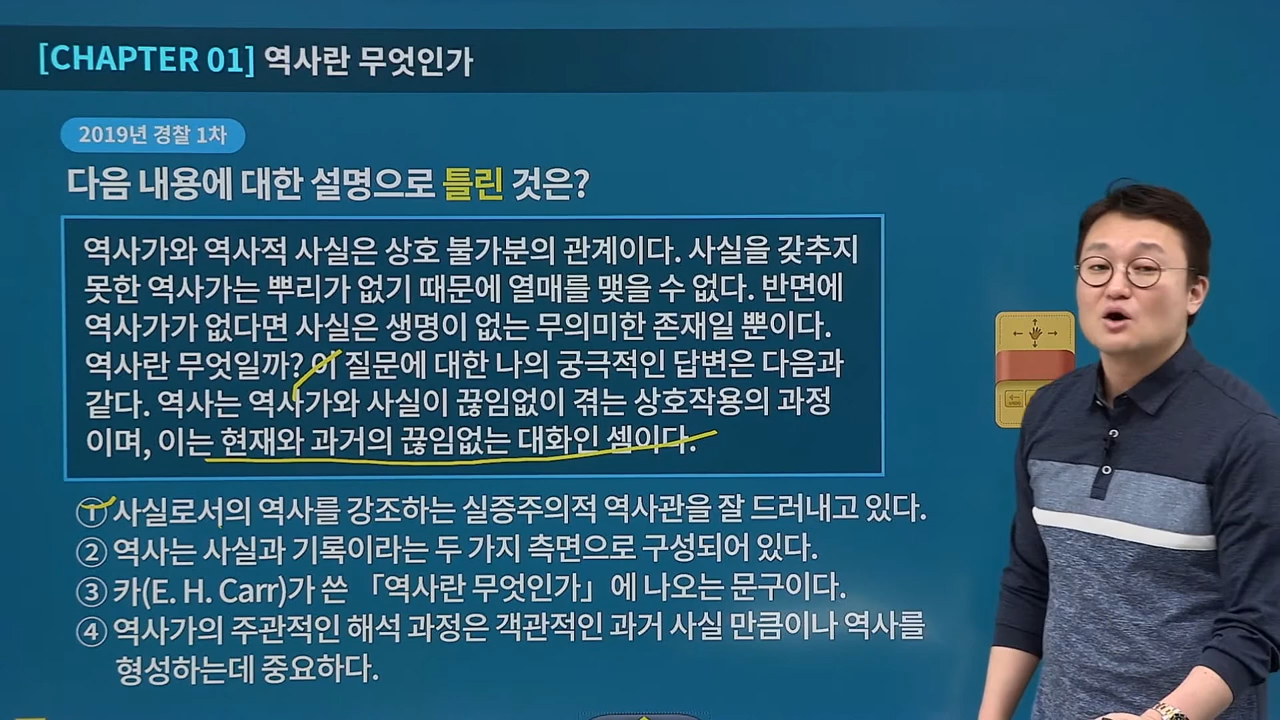 [CHAPTER 01] 역사란 무엇인가
2019년 경찰 1차
다음 내용에 대한 설명으로 틀린 것은?
역사가와 역사적 사실은 상호 불가분의 관계이다. 사실을 갖추지
못한 역사가는 뿌리가 없기 때문에 열매를 맺을 수 없다. 반면에
역사가가 없다면 사실은 생명이 없는 무의미한 존재일 뿐이다.
역사란 무엇일까? 이 질문에 대한 나의 궁극적인 답변은 다음과
같다. 역사는 역사가와 사실이 끊임없이 겪는 상호작용의 과정
이며, 이는 현재와 과거의 끊임없는 대화인 셈이다.
① 사실로서의 역사를 강조하는 실증주의적 역사관을 잘 드러내고 있다.
② 역사는 사실과 기록이라는 두 가지 측면으로 구성되어 있다.
③ 카(E. H. Carr)가 쓴 「역사란 무엇인가」에 나오는 문구이다.
④ 역사가의 주관적인 해석 과정은 객관적인 과거 사실 만큼이나 역사를
형성하는데 중요하다.